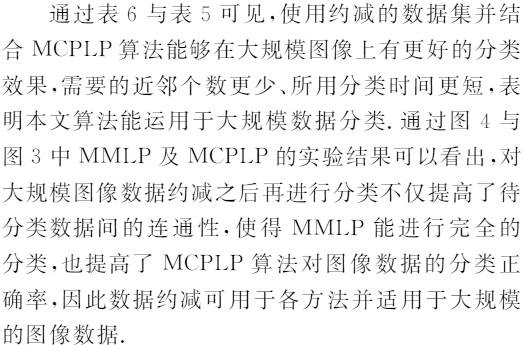 通过表 6 与表 5 可见,使用约减的数据集并结
合 MCPLP 算法能够在大规模图像上有更好的分类
效果,需要的近邻个数更少、所用分类时间更短,表
明本文算法能运用于大规模数据分类. 通过图 4 与
图 3 中 MMLP 及 MCPLP 的实验结果可以看出,对
大规模图像数据约减之后再进行分类不仅提高了待
分类数据间的连通性,使得 MMLP 能进行完全的
分类,也提高了 MCPLP 算法对图像数据的分类正
确率,因此数据约减可用于各方法并适用于大规模
的图像数据.